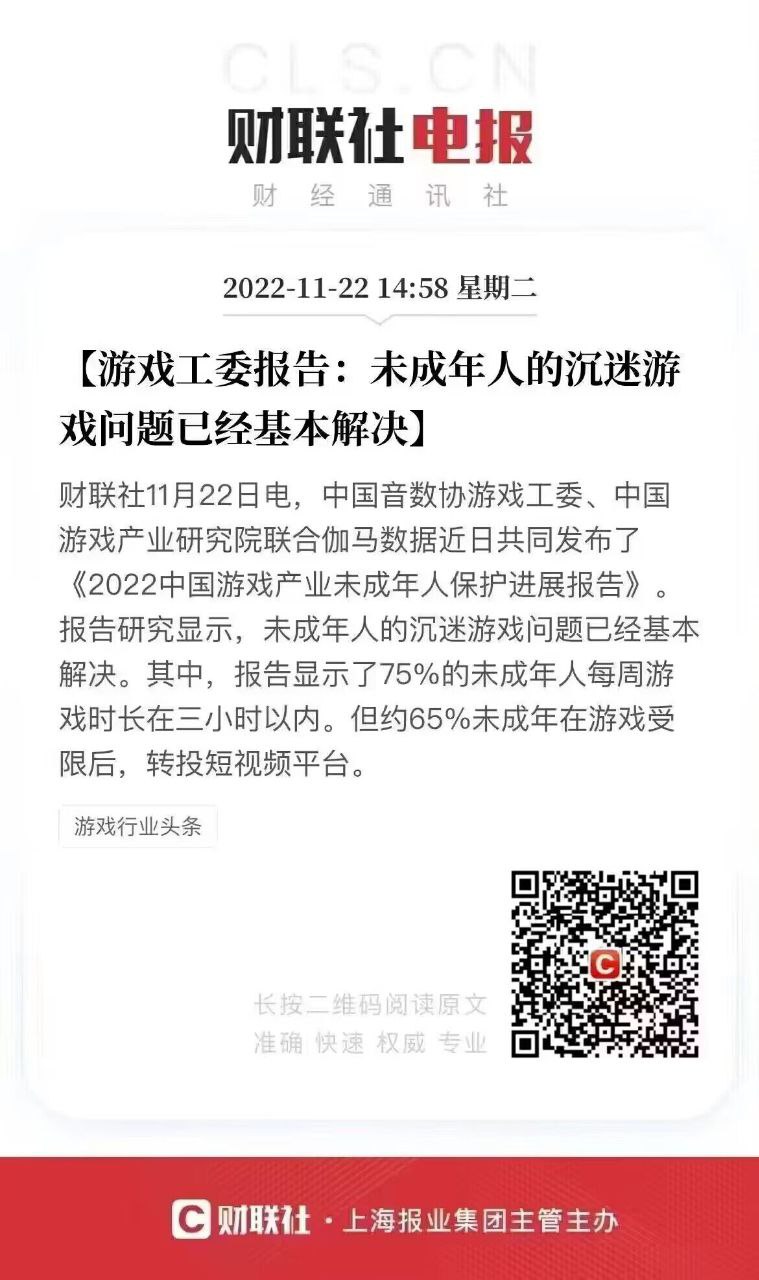 CLS.CN
财联社电报
财经通讯社
2022-11-22 14:58 星期二
【游戏工委报告：未成年人的沉迷游
戏问题已经基本解决】
财联社11月22日电，中国音数协游戏工委、中国
游戏产业研究院联合伽马数据近日共同发布了
《2022中国游戏产业未成年人保护进展报告》。
报告研究显示，未成年人的沉迷游戏问题已经基本
解决。其中，报告显示了75%的未成年人每周游
戏时长在三小时以内。但约65%未成年在游戏受
限后，转投短视频平台。
游戏行业头条
长按二维码阅读原文
准确 快速 权威 专业
C
C 财联社·上海报业集团主管主办